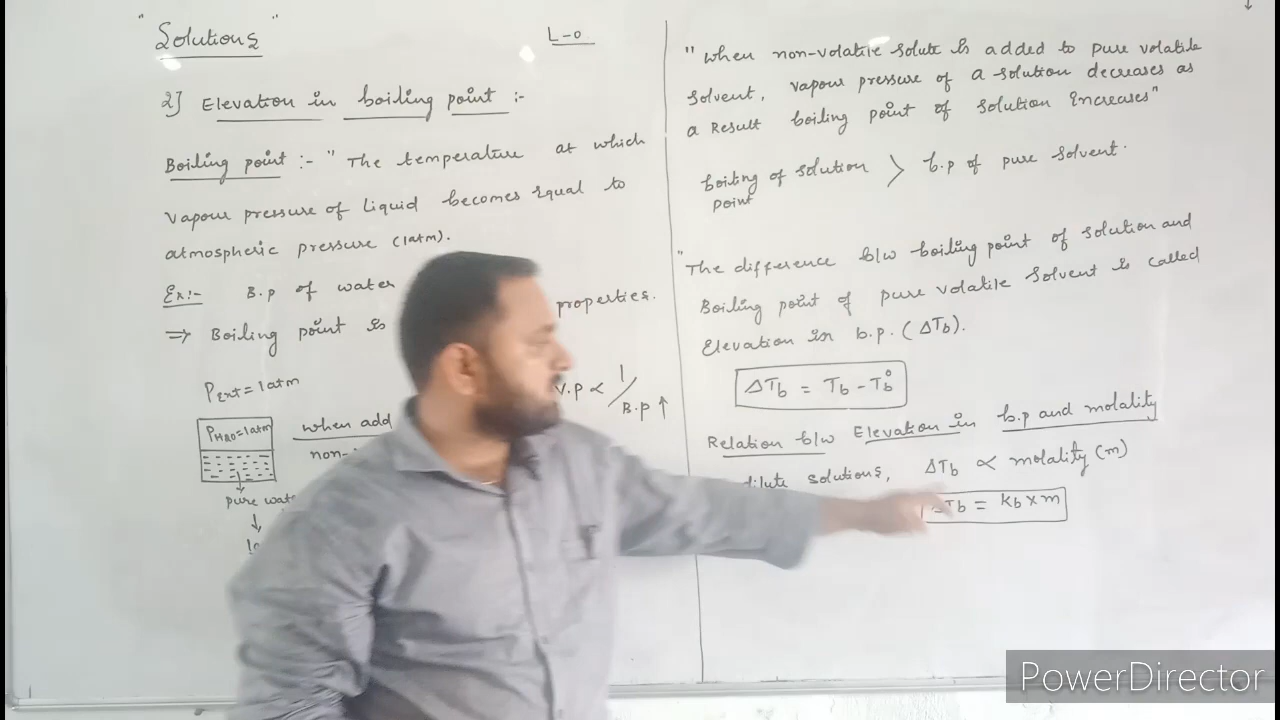 "Solutions"
L-0
2] Elevation in boiling point :-
Boiling point :- "The temperature at which
vapour pressure of Liquid becomes equal to
atmospheric pressure (1atm).
Ex:- B.p of water
⇒ Boiling point is properties.
PExt = 1atm
V.p ∝ 1/B.p ↑
PH2O = 1atm
when add
non-
pure wate
"When non-volatile solute is added to pure volatile
solvent, vapour pressure of a solution decreases as
a Result boiling point of solution increases"
boiling of solution > b.p of pure solvent.
point
"The difference b/w boiling point of solution and
Boiling point of pure volatile solvent is called
Elevation in b.p. (ΔTb).
ΔTb = Tb - Tb°
Relation b/w Elevation in b.p and molality
dilute solutions, ΔTb ∝ molality (m)
ΔTb = kb x m
PowerDirector